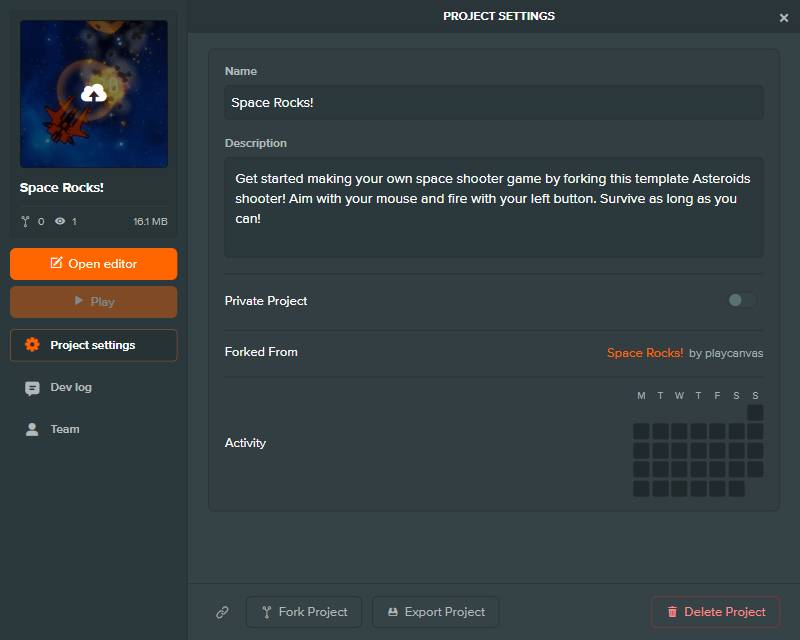 PROJECT SETTINGS
Space Rocks!
0 1 16.1 MB
Open editor
Play
Project settings
Dev log
Team
Name
Space Rocks!
Description
Get started making your own space shooter game by forking this template Asteroids
shooter! Aim with your mouse and fire with your left button. Survive as long as you
can!
Private Project
Forked From
Space Rocks! by playcanvas
M T W T F S S
Activity
Fork Project
Export Project
Delete Project